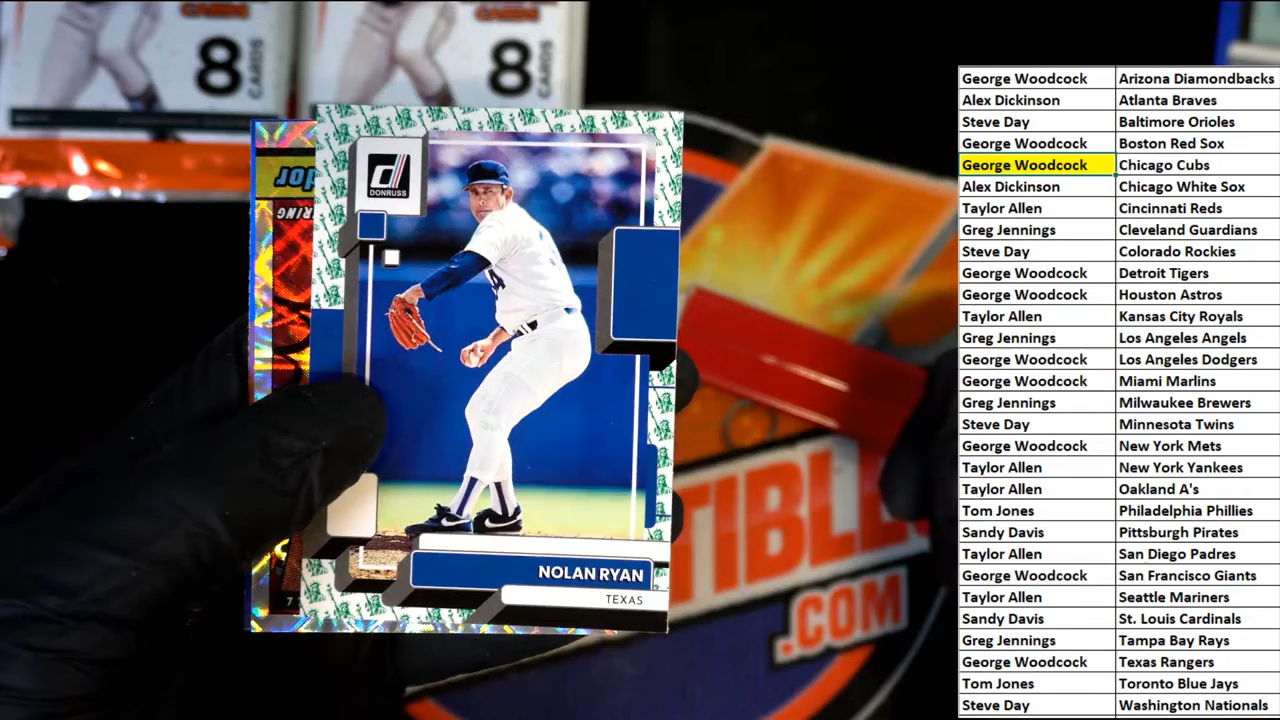 CARDS
8
CARDS
CARDS
8
CARDS
DONRUSS
NOLAN RYAN
TEXAS
TIBLE
.COM
George Woodcock Arizona Diamondbacks
Alex Dickinson Atlanta Braves
Steve Day Baltimore Orioles
George Woodcock Boston Red Sox
George Woodcock Chicago Cubs
Alex Dickinson Chicago White Sox
Taylor Allen Cincinnati Reds
Greg Jennings Cleveland Guardians
Steve Day Colorado Rockies
George Woodcock Detroit Tigers
George Woodcock Houston Astros
Taylor Allen Kansas City Royals
Greg Jennings Los Angeles Angels
George Woodcock Los Angeles Dodgers
George Woodcock Miami Marlins
Greg Jennings Milwaukee Brewers
Steve Day Minnesota Twins
George Woodcock New York Mets
Taylor Allen New York Yankees
Taylor Allen Oakland A's
Tom Jones Philadelphia Phillies
Sandy Davis Pittsburgh Pirates
Taylor Allen San Diego Padres
George Woodcock San Francisco Giants
Taylor Allen Seattle Mariners
Sandy Davis St. Louis Cardinals
Greg Jennings Tampa Bay Rays
George Woodcock Texas Rangers
Tom Jones Toronto Blue Jays
Steve Day Washington Nationals